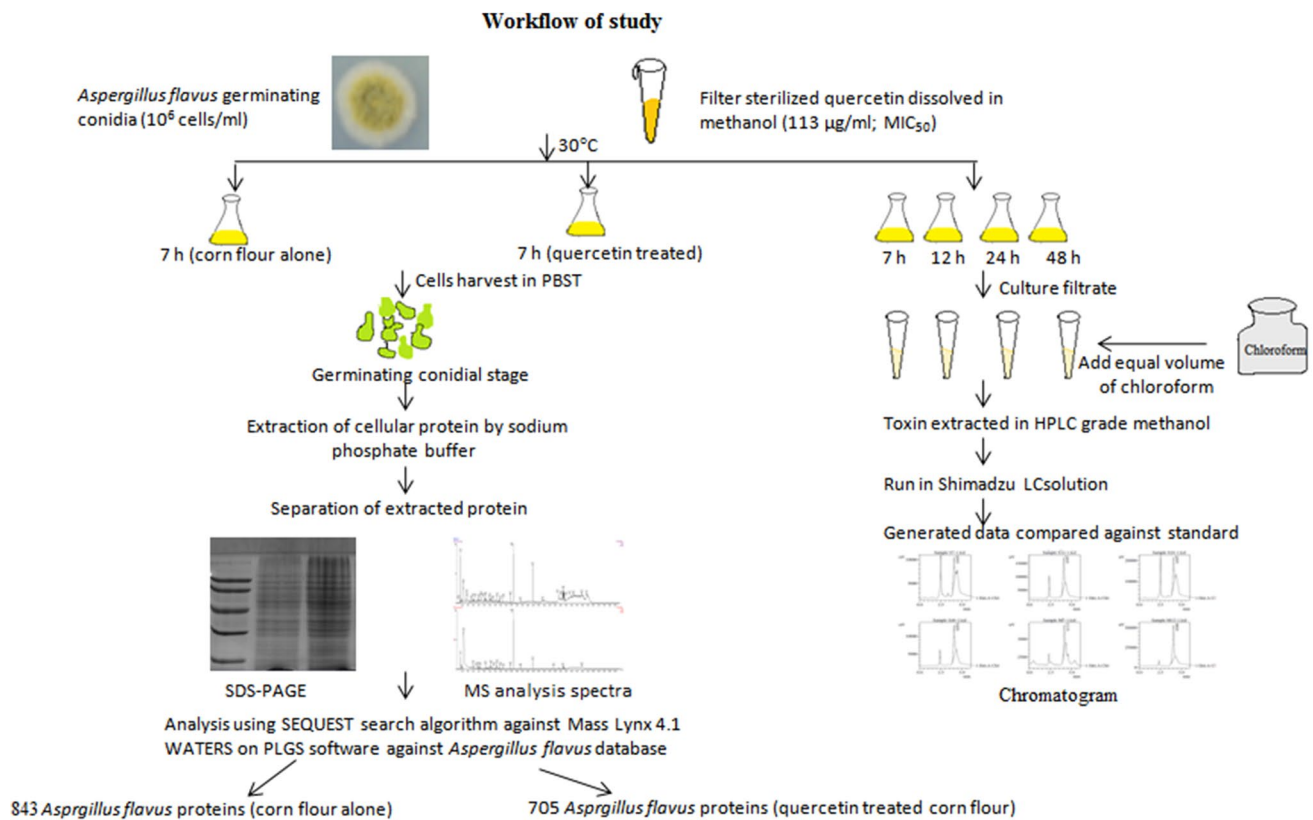 Workflow of study
Aspergillus flavus germinating
conidia (10⁶ cells/ml)
Filter sterilized quercetin dissolved in
methanol (113 µg/ml; MIC₅₀)
30°C
7 h (corn flour alone)
7 h (quercetin treated)
7 h 12 h 24 h 48 h
Cells harvest in PBST
Culture filtrate
Chloroform
Add equal volume
of chloroform
Germinating conidial stage
Extraction of cellular protein by sodium
phosphate buffer
Toxin extracted in HPLC grade methanol
Separation of extracted protein
Run in Shimadzu LCsolution
Generated data compared against standard
SDS-PAGE
MS analysis spectra
Chromatogram
Analysis using SEQUEST search algorithm against Mass Lynx 4.1
WATERS on PLGS software against Aspergillus flavus database
843 Asprgillus flavus proteins (corn flour alone)
705 Asprgillus flavus proteins (quercetin treated corn flour)